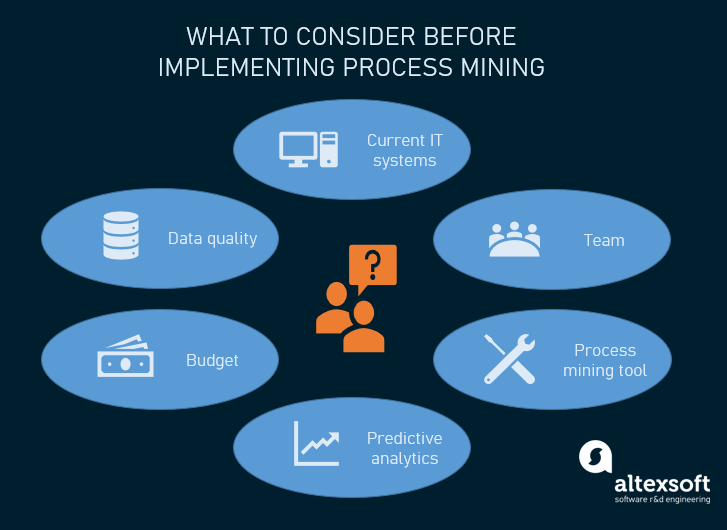 WHAT TO CONSIDER BEFORE
IMPLEMENTING PROCESS MINING
Current IT
systems
Data quality
Team
?
Budget
Process
mining tool
Predictive
analytics
altexsoft
software r&d engineering